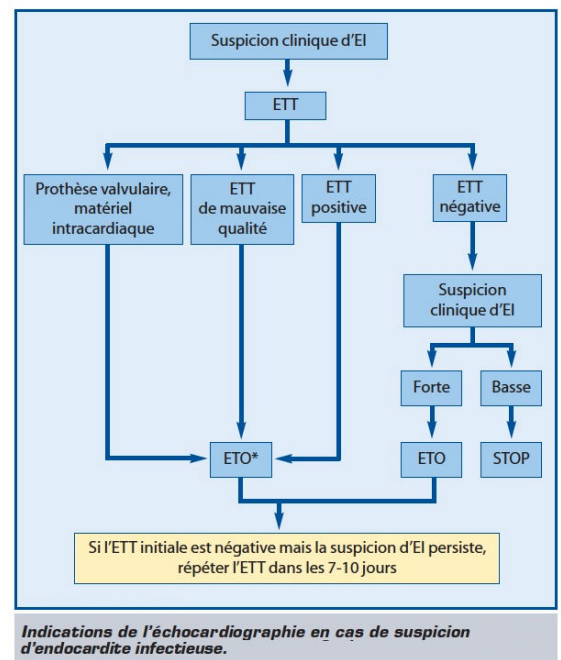 Suspicion clinique d'EI
ETT
Prothèse valvulaire,
matériel
intracardiaque
ETT
de mauvaise
qualité
ETT
positive
ETT
négative
Suspicion
clinique d'EI
Forte
Basse
ETO*
ETO
STOP
Si l'ETT initiale est négative mais la suspicion d'EI persiste,
répéter l'ETT dans les 7-10 jours
Indications de l'échocardiographie en cas de suspicion
d'endocardite infectieuse.